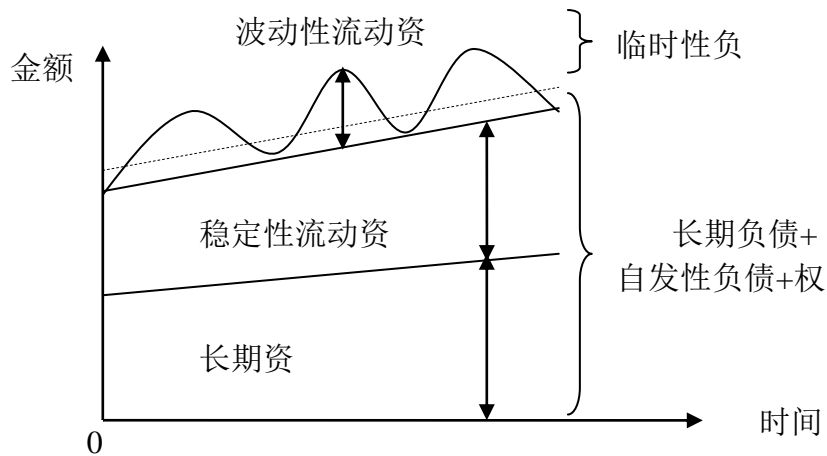 波动性流动资
临时性负
金额
稳定性流动资
长期负债+
自发性负债+权
长期资
时间
0